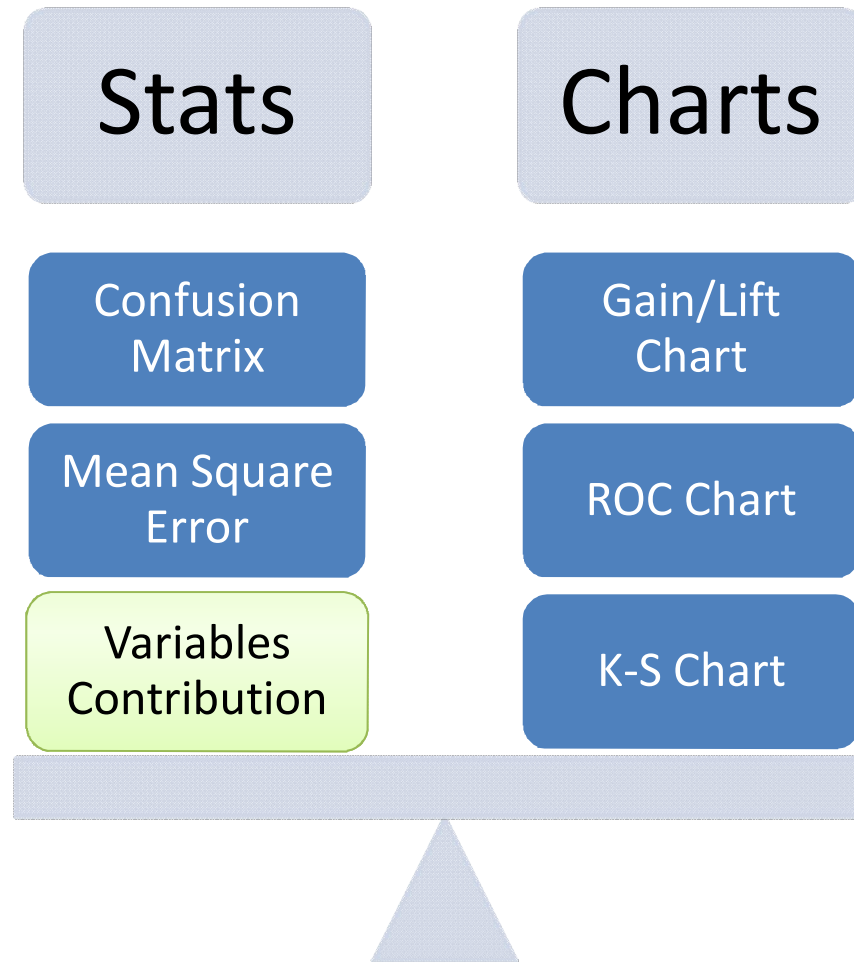 Stats
Charts
Confusion
Matrix
Mean Square
Error
Variables
Contribution
Gain/Lift
Chart
ROC Chart
K-S Chart